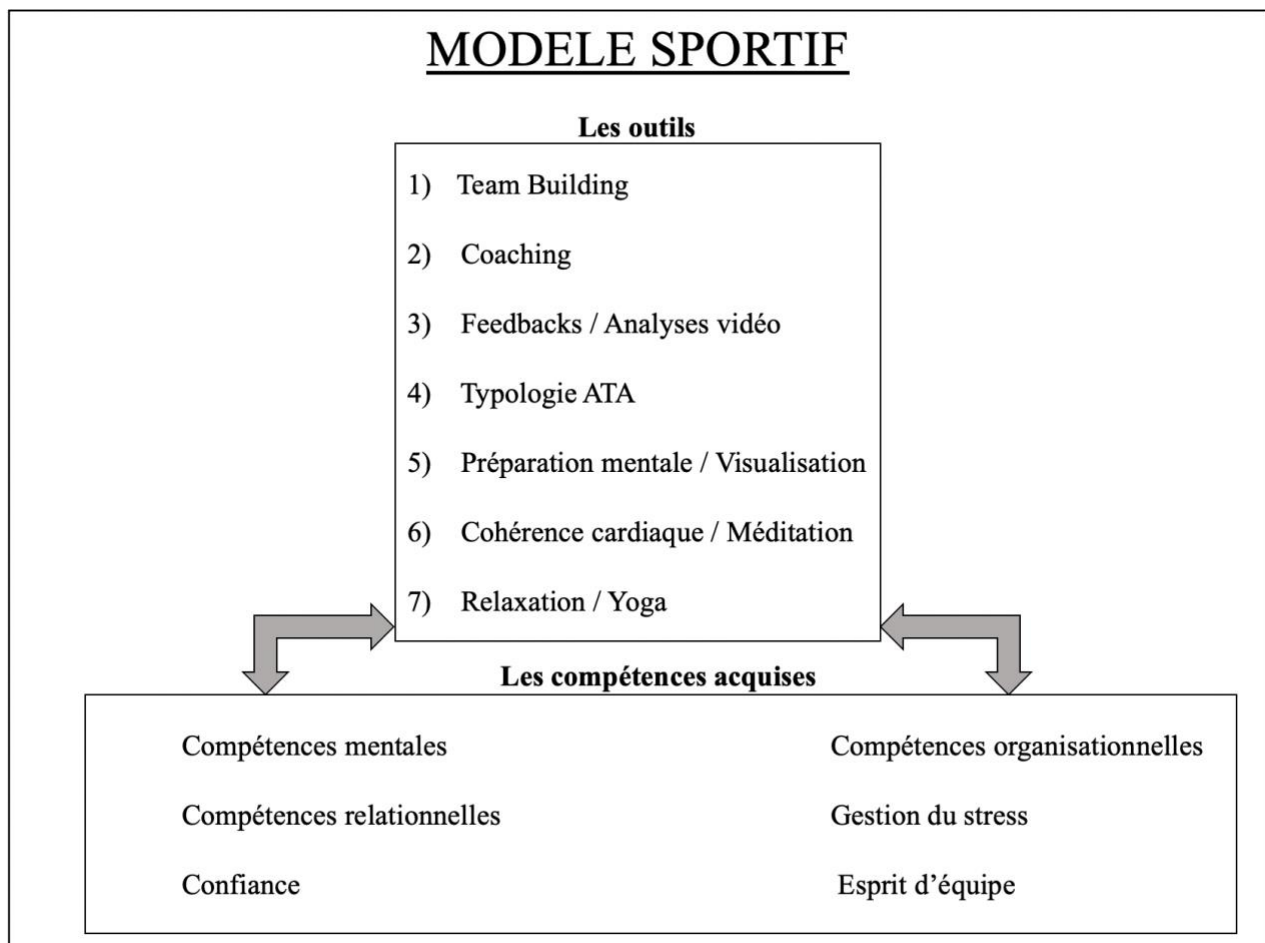 MODELE SPORTIF
Les outils
1) Team Building
2) Coaching
3) Feedbacks / Analyses vidéo
4) Typologie ATA
5) Préparation mentale / Visualisation
6) Cohérence cardiaque / Méditation
7) Relaxation / Yoga
Les compétences acquises
Compétences mentales
Compétences organisationnelles
Compétences relationnelles
Gestion du stress
Confiance
Esprit d’équipe